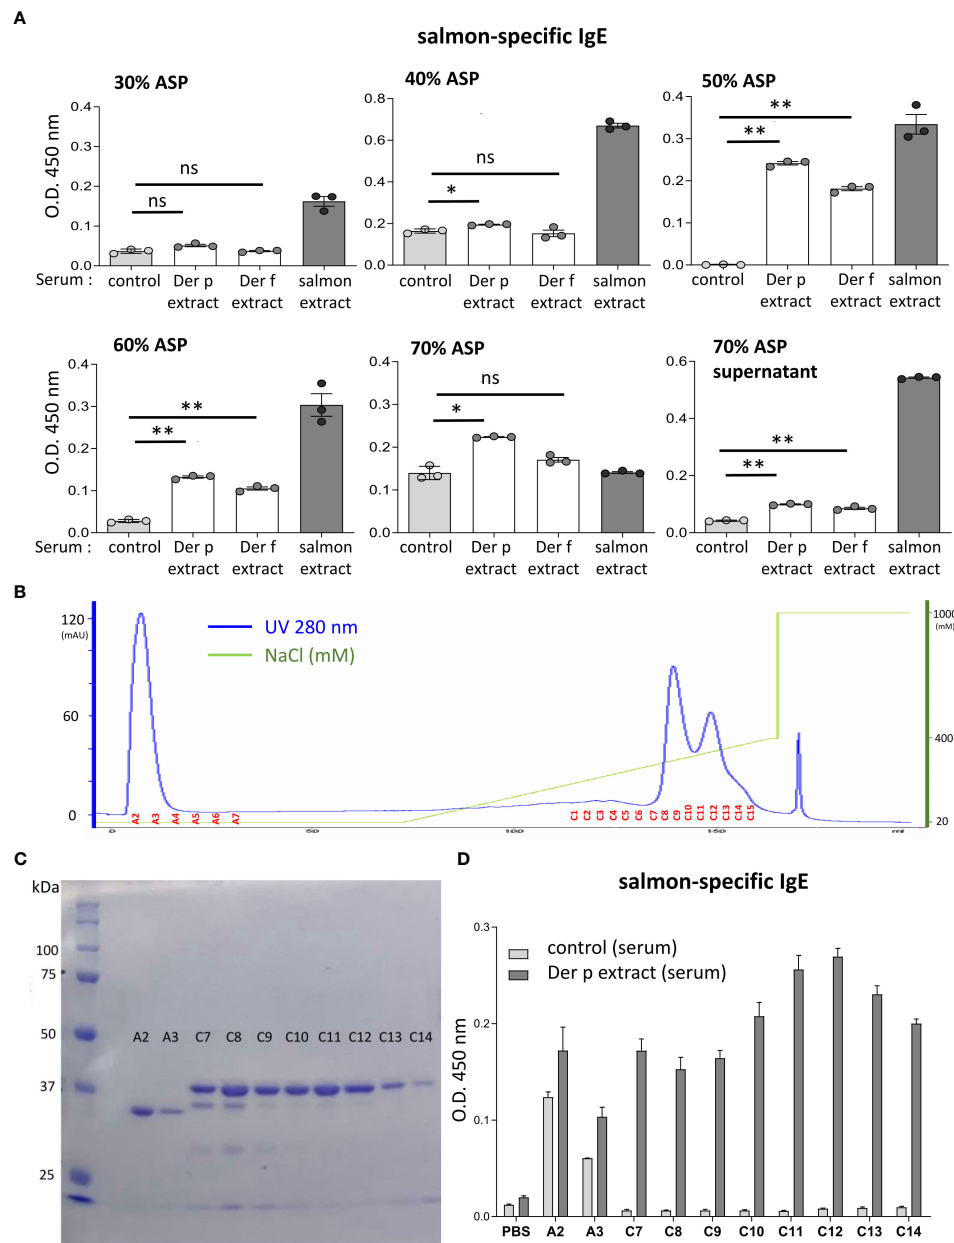 A
salmon-specific IgE
30% ASP
40% ASP
50% ASP
O.D. 450 nm
0.4
0.3
0.2
0.1
0.0
ns
ns
0.8
0.6
0.4
0.2
0.0
ns
*
0.4
0.3
0.2
0.1
0.0
**
**
Serum : control Der p Der f salmon
extract extract extract
control Der p Der f salmon
extract extract extract
control Der p Der f salmon
extract extract extract
60% ASP
70% ASP
70% ASP
supernatant
O.D. 450 nm
0.4
0.3
0.2
0.1
0.0
**
**
0.4
0.3
0.2
0.1
0.0
ns
*
0.6
0.4
0.2
0.0
**
**
Serum : control Der p Der f salmon
extract extract extract
control Der p Der f salmon
extract extract extract
control Der p Der f salmon
extract extract extract
B
120
(mAU)
60
0
UV 280 nm
NaCl (mM)
1000
(mM)
400
20
A2 A3 A4 A5 A6 A7 C1 C2 C3 C4 C5 C6 C7 C8 C9 C10 C11 C12 C13 C14 C15
0 50 100 150 ml
C
kDa
100
75
50
37
25
A2 A3 C7 C8 C9 C10 C11 C12 C13 C14
D
salmon-specific IgE
control (serum)
Der p extract (serum)
O.D. 450 nm
0.3
0.2
0.1
0.0
PBS A2 A3 C7 C8 C9 C10 C11 C12 C13 C14